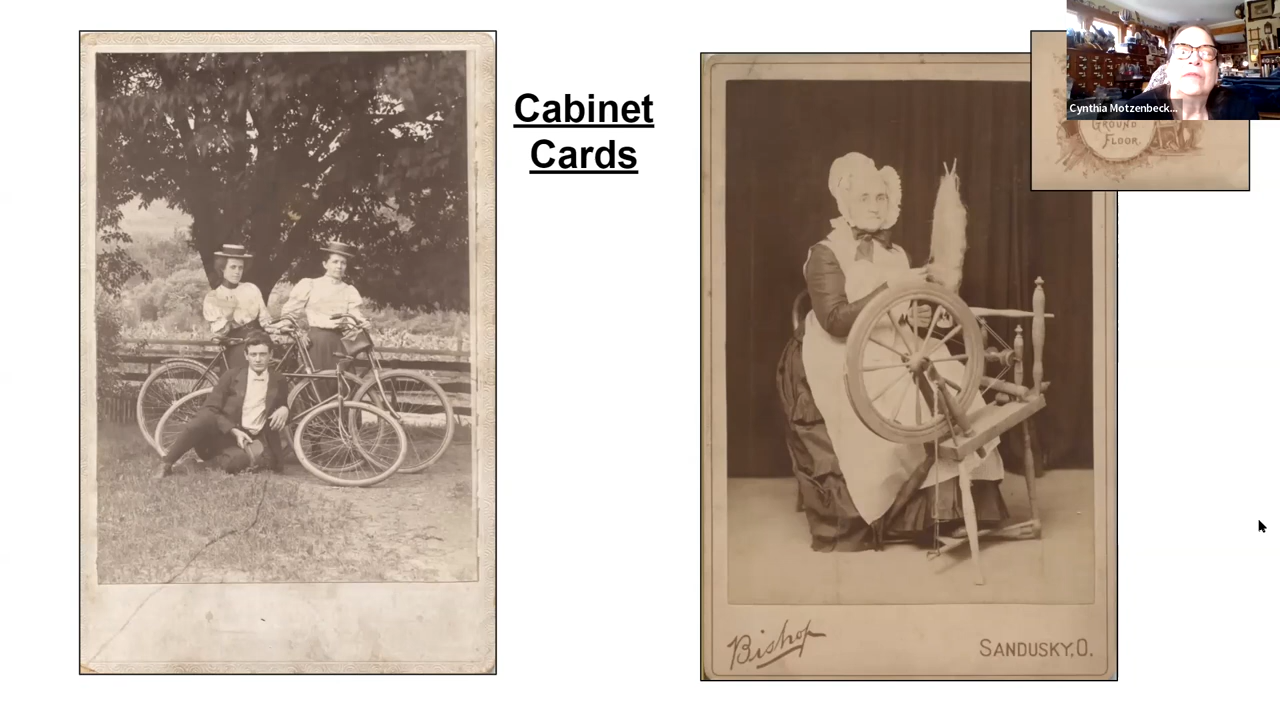 Cabinet
Cards
Cynthia Motzenbeck...
GROUND
FLOOR.
Bishop
SANDUSKY, O.